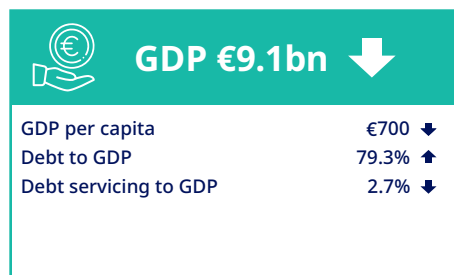 GDP €9.1bn
GDP per capita €700
Debt to GDP 79.3%
Debt servicing to GDP 2.7%